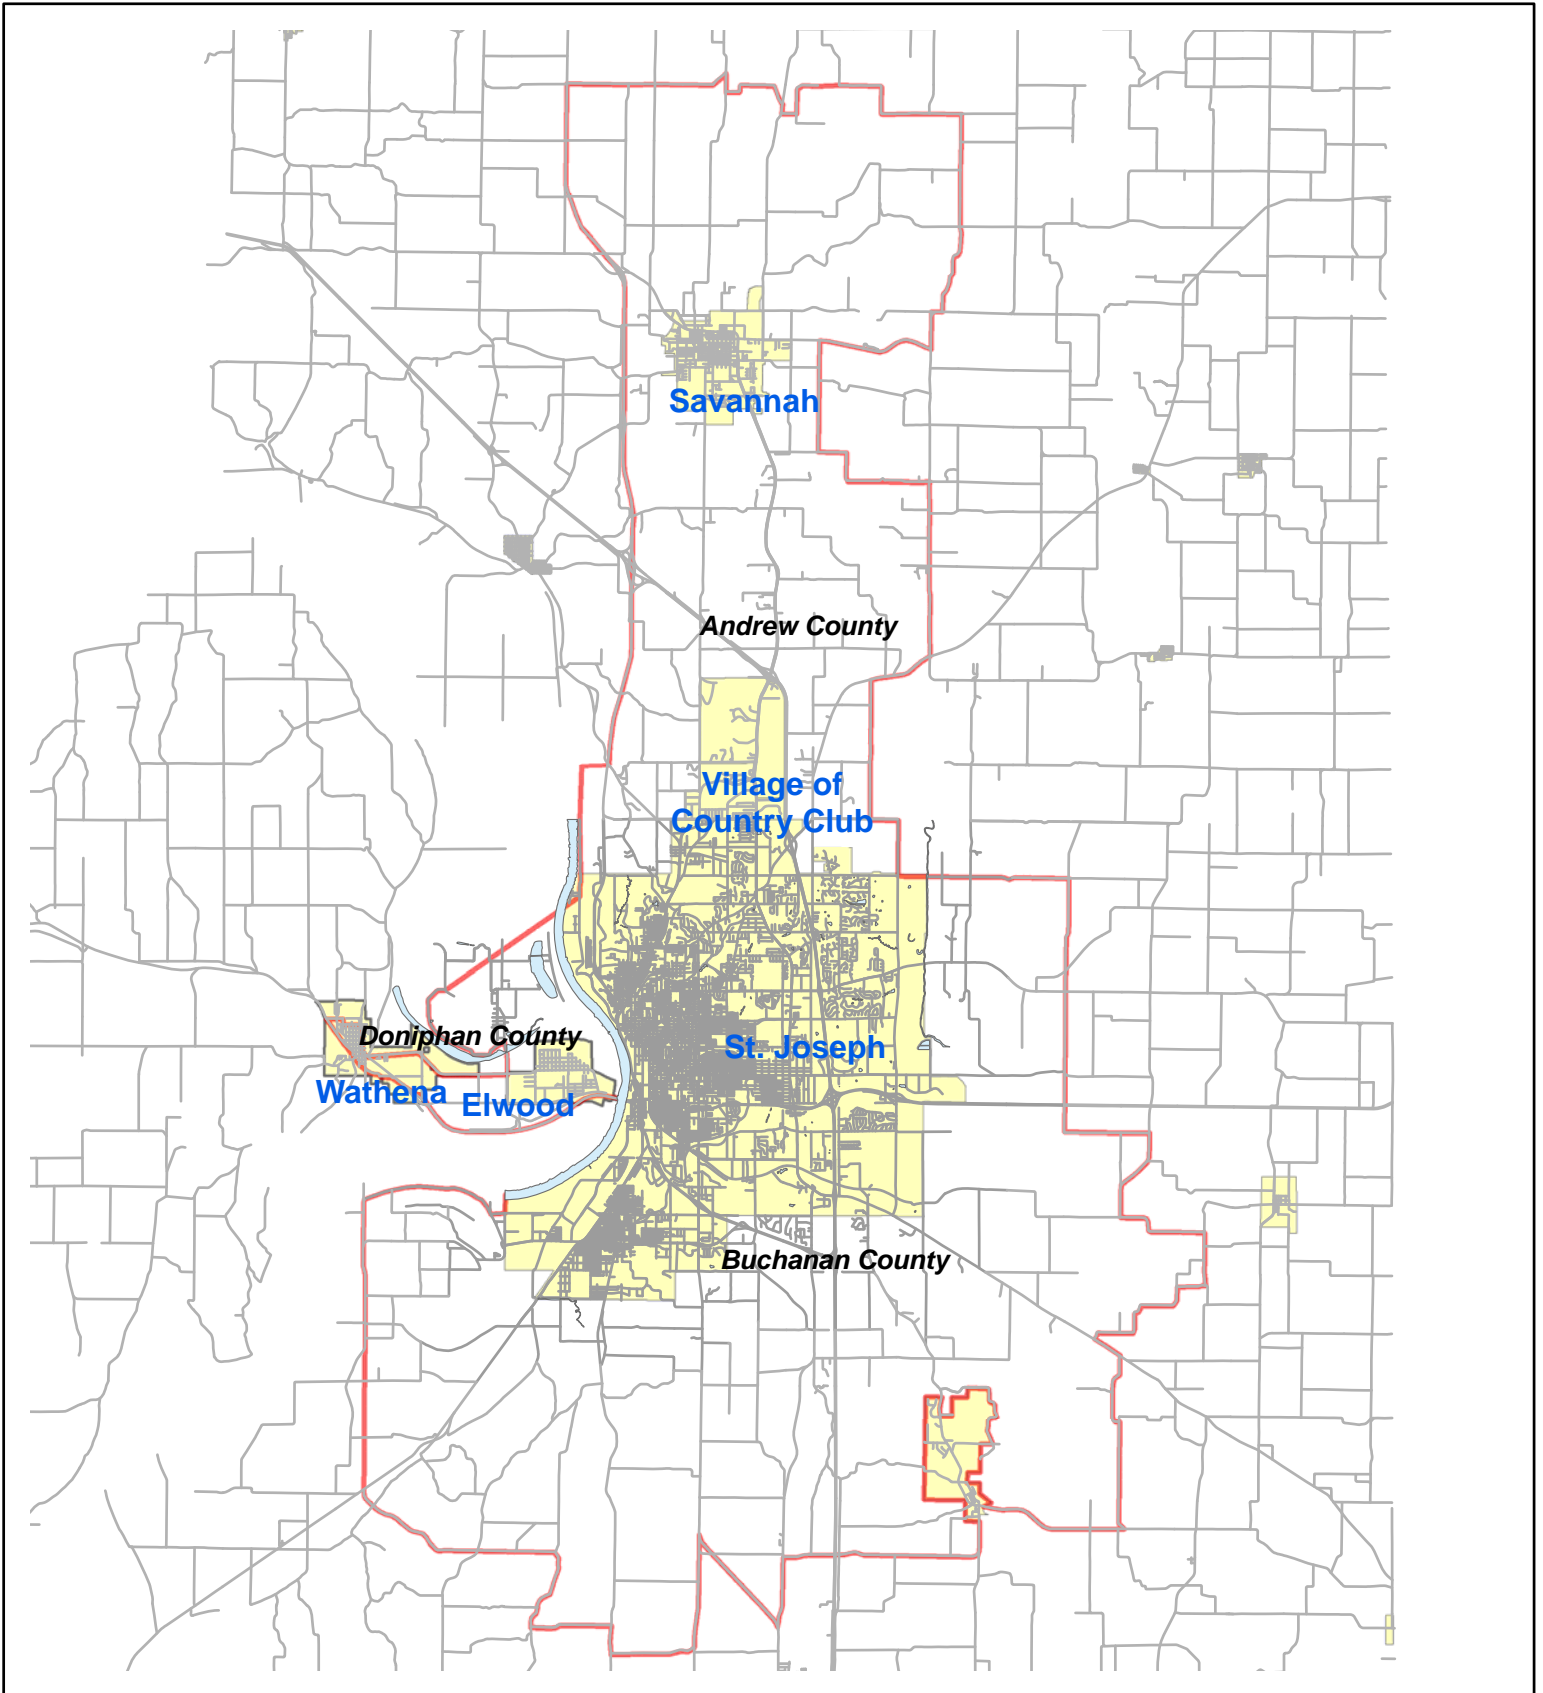 Savannah
Andrew County
Village of
Country Club
Doniphan County
St. Joseph
Wathena
Elwood
Buchanan County